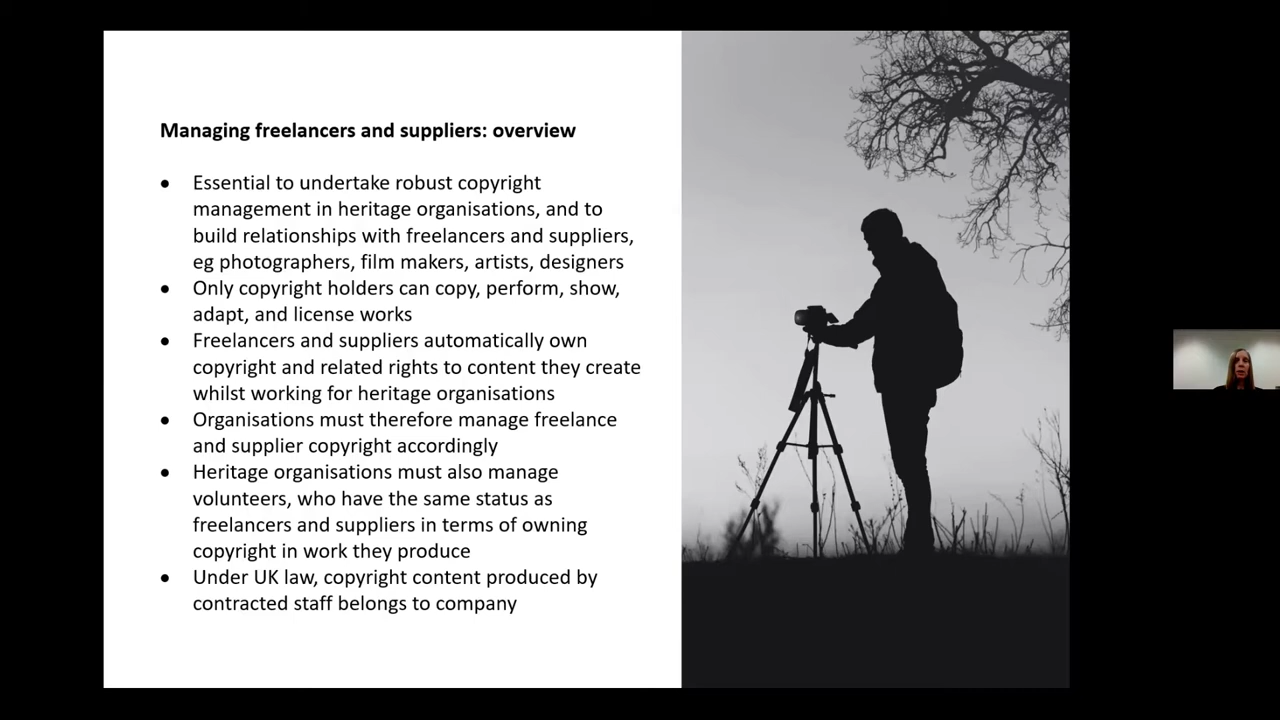 Managing freelancers and suppliers: overview
● Essential to undertake robust copyright
management in heritage organisations, and to
build relationships with freelancers and suppliers,
eg photographers, film makers, artists, designers
● Only copyright holders can copy, perform, show,
adapt, and license works
● Freelancers and suppliers automatically own
copyright and related rights to content they create
whilst working for heritage organisations
● Organisations must therefore manage freelance
and supplier copyright accordingly
● Heritage organisations must also manage
volunteers, who have the same status as
freelancers and suppliers in terms of owning
copyright in work they produce
● Under UK law, copyright content produced by
contracted staff belongs to company